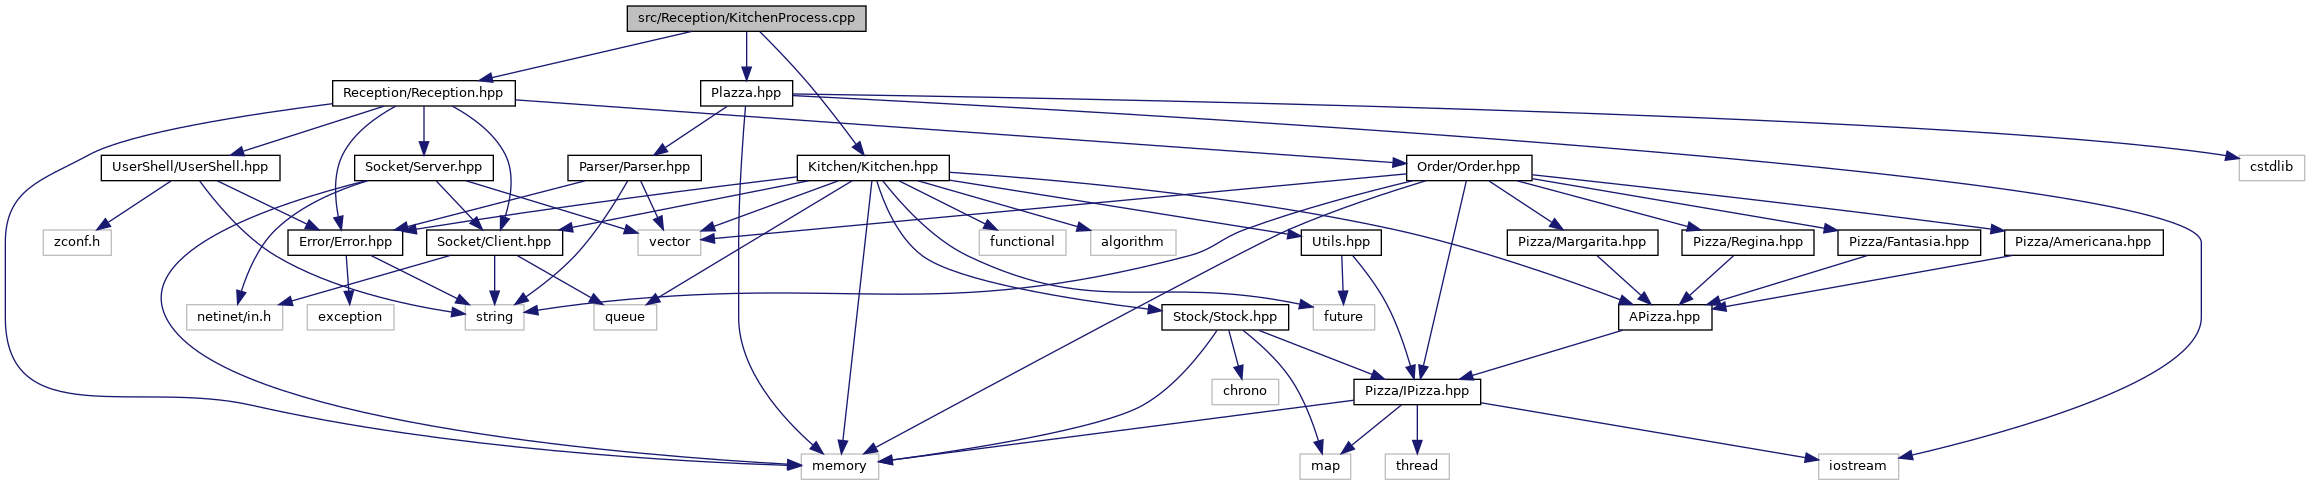 src/Reception/KitchenProcess.cpp
Reception/Reception.hpp
Plazza.hpp
UserShell/UserShell.hpp
Socket/Server.hpp
Parser/Parser.hpp
Kitchen/Kitchen.hpp
Order/Order.hpp
cstdlib
zconf.h
Error/Error.hpp
Socket/Client.hpp
vector
functional
algorithm
Utils.hpp
Pizza/Margarita.hpp
Pizza/Regina.hpp
Pizza/Fantasia.hpp
Pizza/Americana.hpp
netinet/in.h
exception
string
queue
Stock/Stock.hpp
future
APizza.hpp
chrono
Pizza/IPizza.hpp
memory
map
thread
iostream